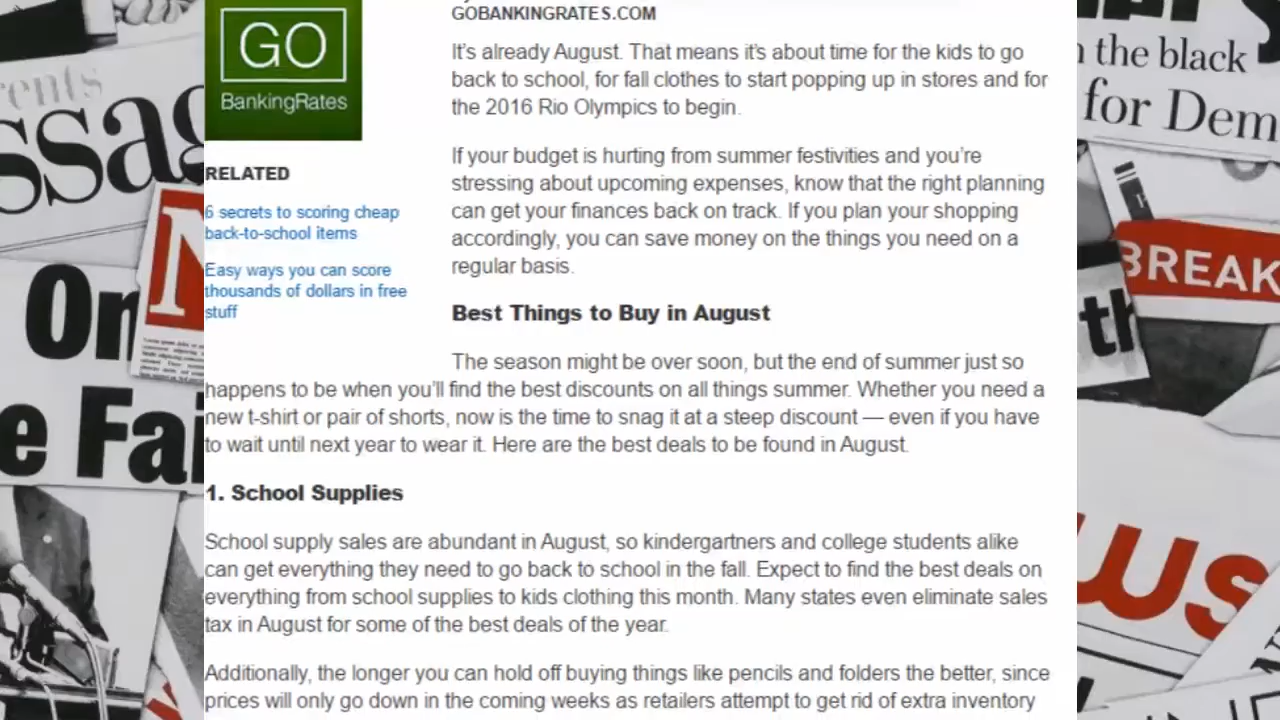 GOBANKINGRATES.COM
GO
BankingRates
It's already August. That means it's about time for the kids to go
back to school, for fall clothes to start popping up in stores and for
the 2016 Rio Olympics to begin.
RELATED
6 secrets to scoring cheap
back-to-school items
Easy ways you can score
thousands of dollars in free
stuff
If your budget is hurting from summer festivities and you're
stressing about upcoming expenses, know that the right planning
can get your finances back on track. If you plan your shopping
accordingly, you can save money on the things you need on a
regular basis.
Best Things to Buy in August
The season might be over soon, but the end of summer just so
happens to be when you'll find the best discounts on all things summer. Whether you need a
new t-shirt or pair of shorts, now is the time to snag it at a steep discount — even if you have
to wait until next year to wear it. Here are the best deals to be found in August.
1. School Supplies
School supply sales are abundant in August, so kindergartners and college students alike
can get everything they need to go back to school in the fall. Expect to find the best deals on
everything from school supplies to kids clothing this month. Many states even eliminate sales
tax in August for some of the best deals of the year.
Additionally, the longer you can hold off buying things like pencils and folders the better, since
prices will only go down in the coming weeks as retailers attempt to get rid of extra inventory
ents
ssag
N
On
e Fai
the black
for Dem
BREAK
th
ws